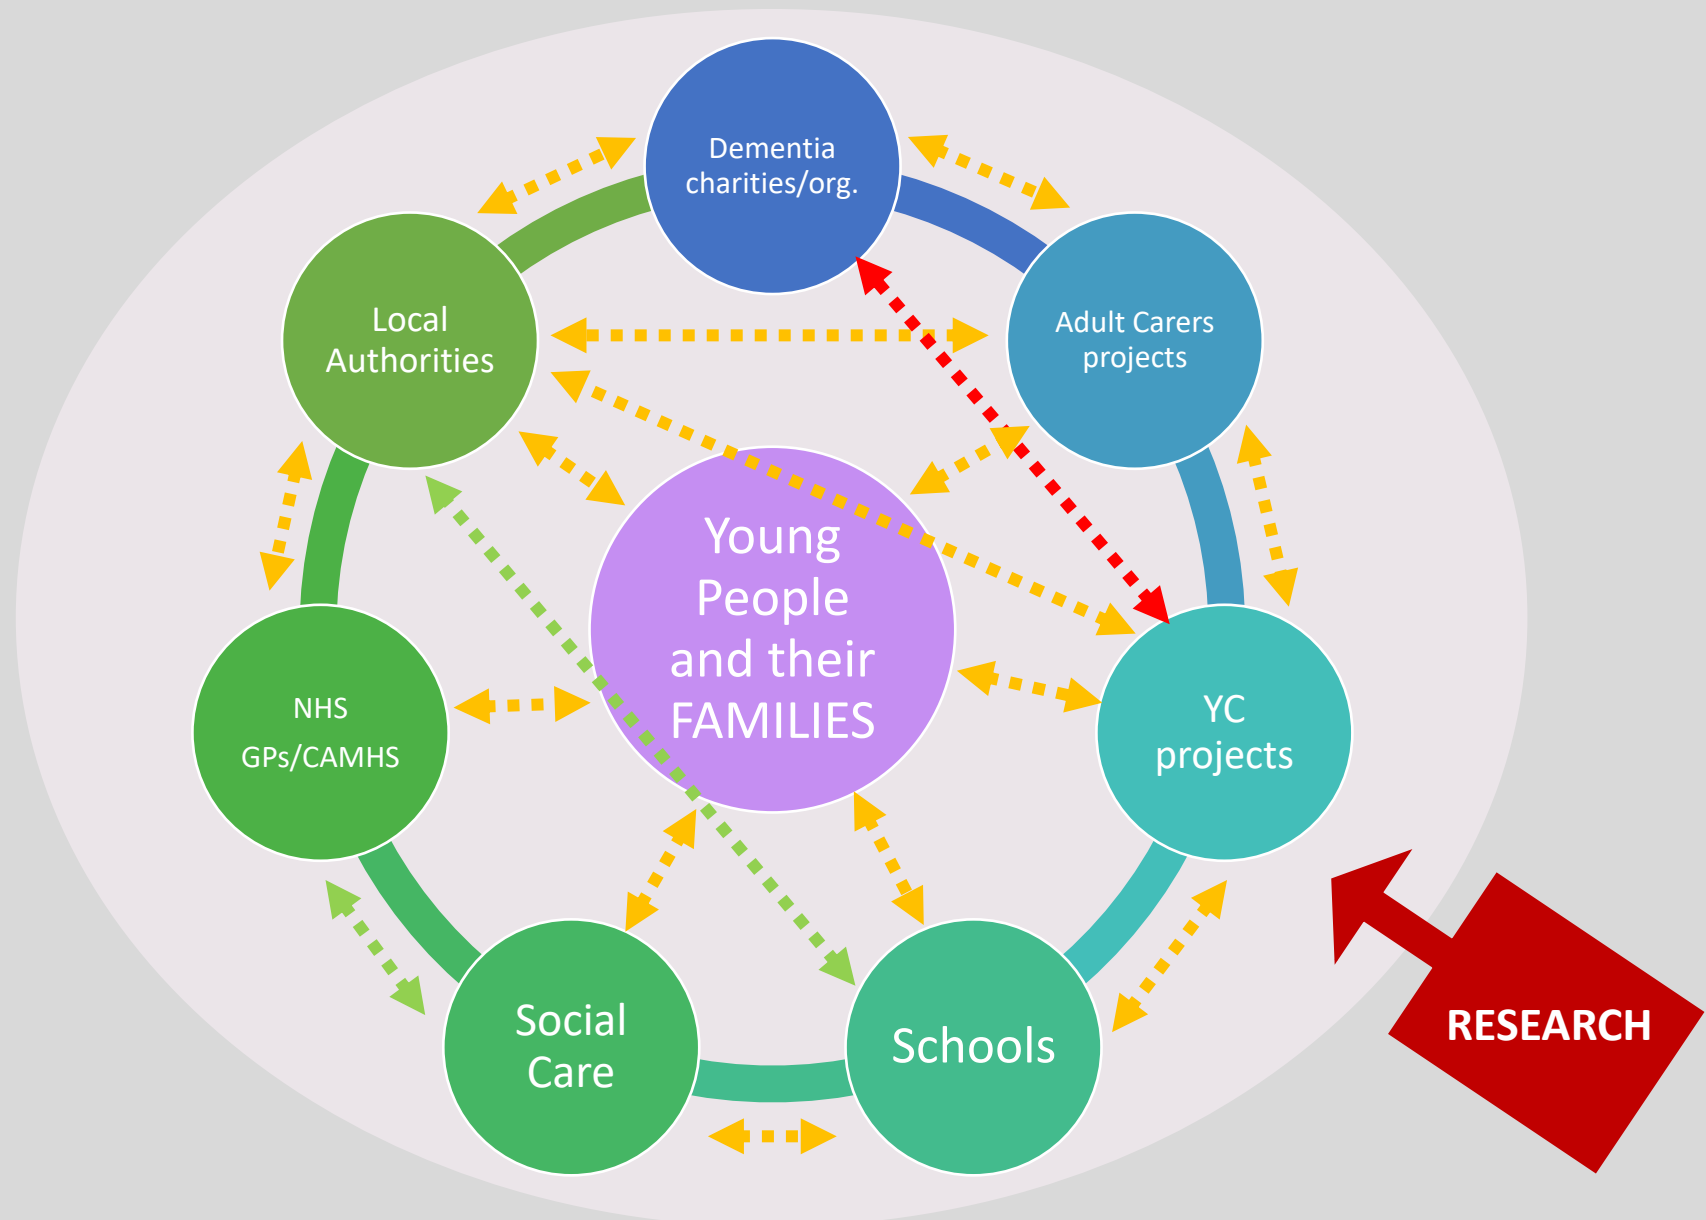 Dementia
charities/org.
Local
Authorities
Adult Carers
projects
Young
People
and their
FAMILIES
NHS
GPs/CAMHS
YC
projects
Social
Care
Schools
RESEARCH